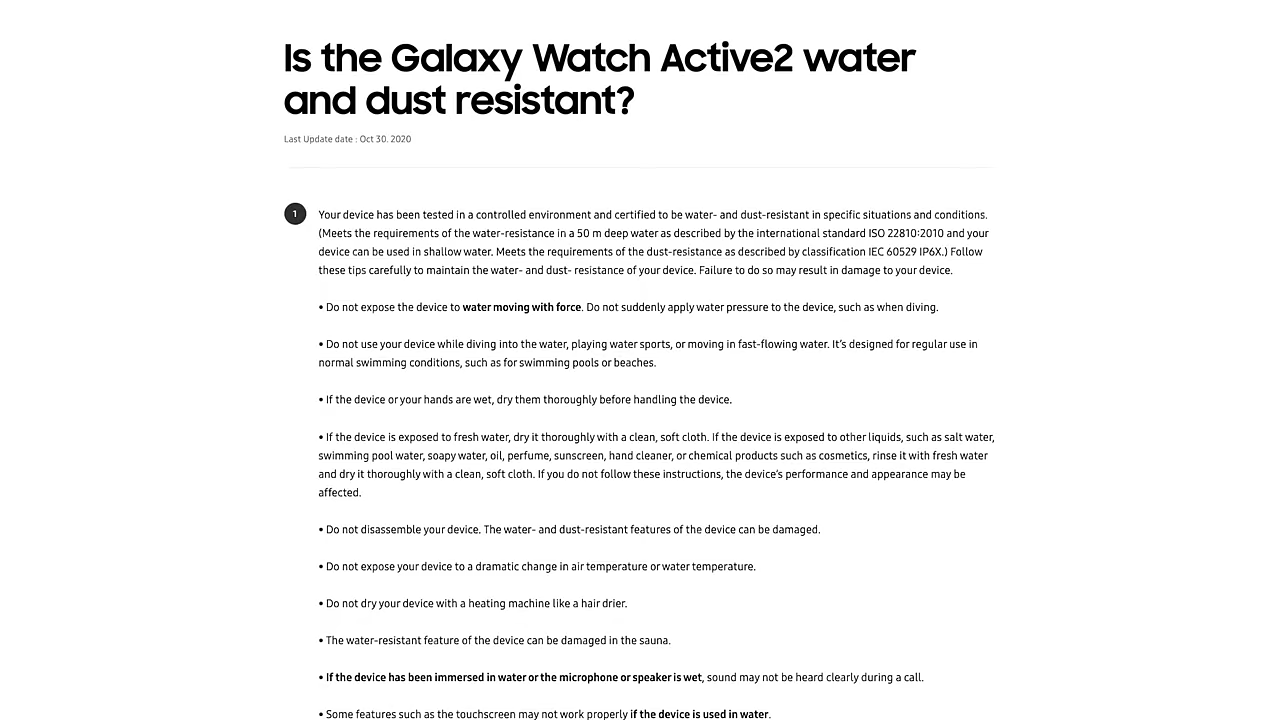 Is the Galaxy Watch Active2 water
and dust resistant?
Last Update date : Oct 30. 2020
1
Your device has been tested in a controlled environment and certified to be water- and dust-resistant in specific situations and conditions.
(Meets the requirements of the water-resistance in a 50 m deep water as described by the international standard ISO 22810:2010 and your
device can be used in shallow water. Meets the requirements of the dust-resistance as described by classification IEC 60529 IP6X.) Follow
these tips carefully to maintain the water- and dust- resistance of your device. Failure to do so may result in damage to your device.
• Do not expose the device to water moving with force. Do not suddenly apply water pressure to the device, such as when diving.
• Do not use your device while diving into the water, playing water sports, or moving in fast-flowing water. It's designed for regular use in
normal swimming conditions, such as for swimming pools or beaches.
• If the device or your hands are wet, dry them thoroughly before handling the device.
• If the device is exposed to fresh water, dry it thoroughly with a clean, soft cloth. If the device is exposed to other liquids, such as salt water,
swimming pool water, soapy water, oil, perfume, sunscreen, hand cleaner, or chemical products such as cosmetics, rinse it with fresh water
and dry it thoroughly with a clean, soft cloth. If you do not follow these instructions, the device's performance and appearance may be
affected.
• Do not disassemble your device. The water- and dust-resistant features of the device can be damaged.
• Do not expose your device to a dramatic change in air temperature or water temperature.
• Do not dry your device with a heating machine like a hair drier.
• The water-resistant feature of the device can be damaged in the sauna.
• If the device has been immersed in water or the microphone or speaker is wet, sound may not be heard clearly during a call.
• Some features such as the touchscreen may not work properly if the device is used in water.